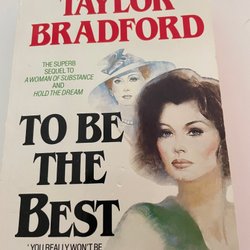 TAYLOR
BRADFORD
THE SUPERB
SEQUEL TO
A WOMAN OF SUBSTANCE
AND
HOLD THE DREAM
TO BE
THE
BEST
'YOU REALLY WON'T BE